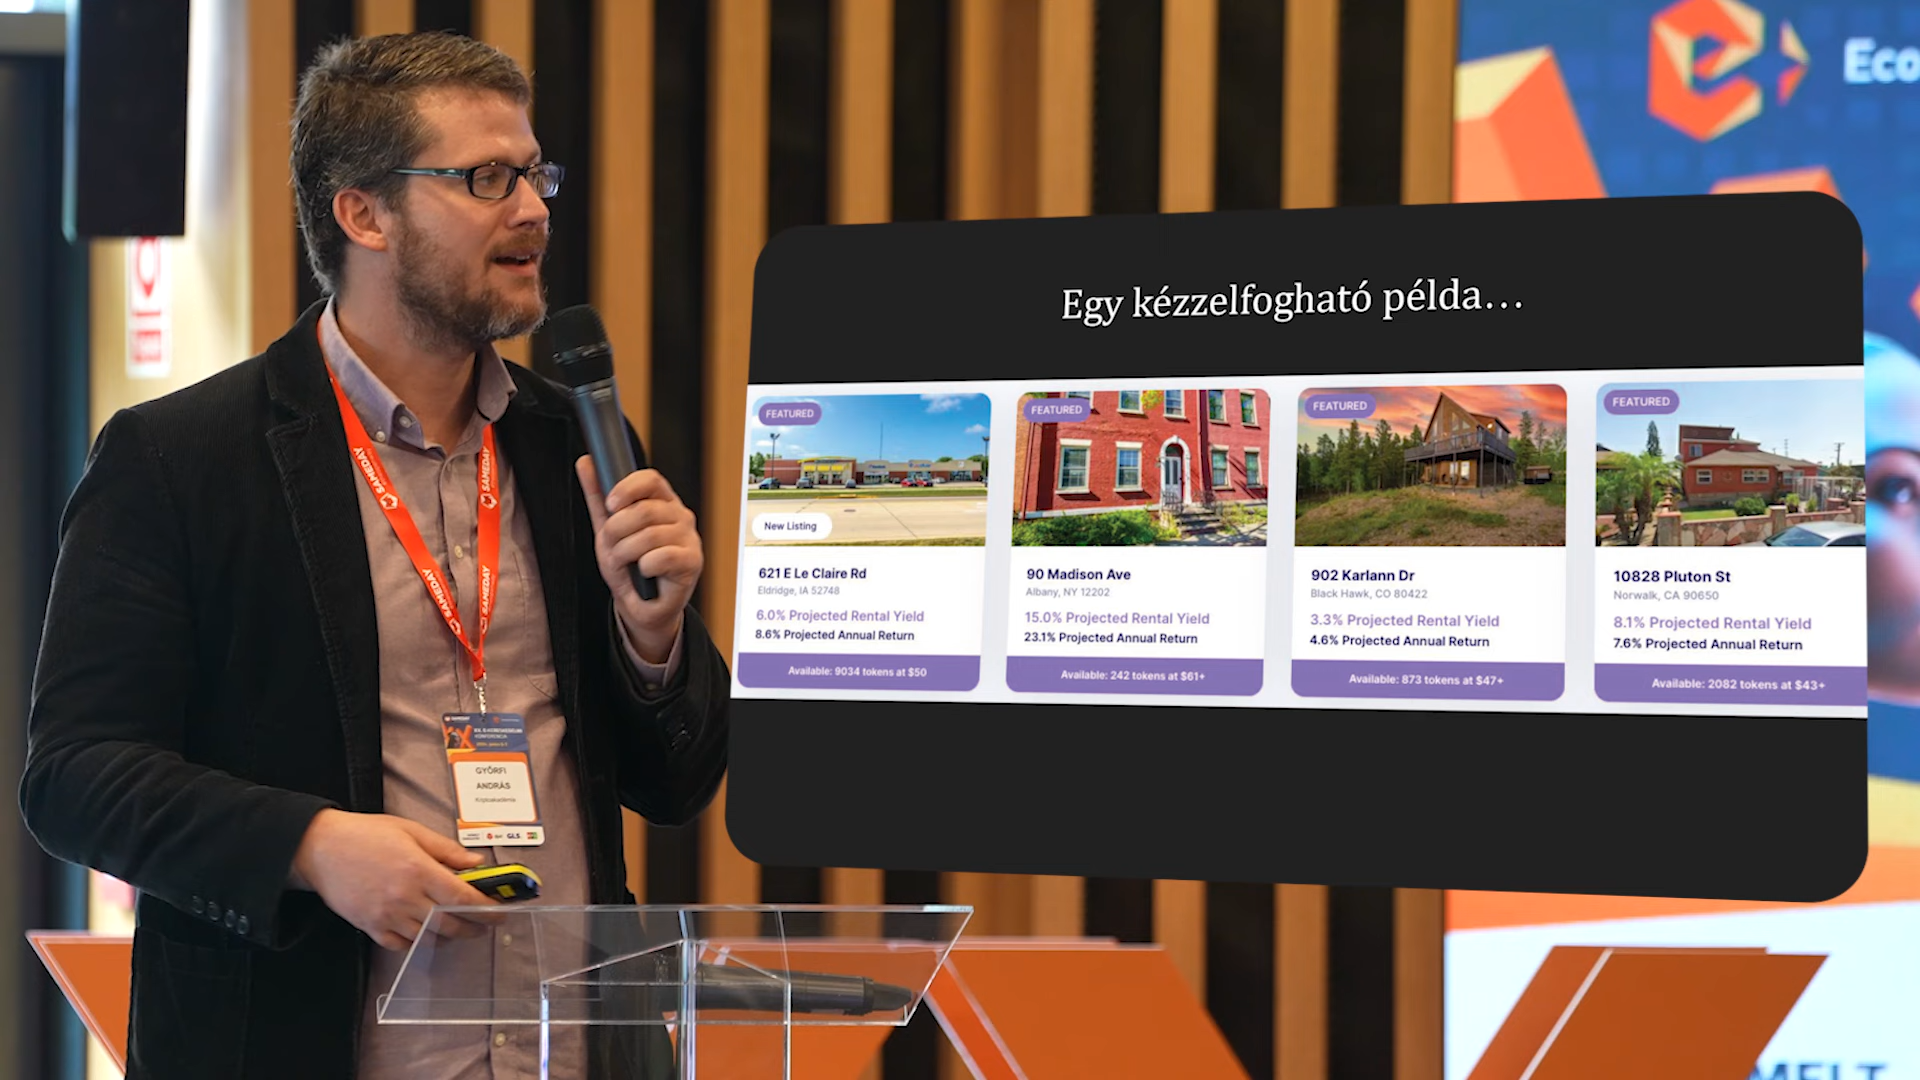 Eco
Egy kézzelfogható példa…
FEATURED
New Listing
621 E Le Claire Rd
Eldridge, IA 52748
6.0% Projected Rental Yield
8.6% Projected Annual Return
Available: 9034 tokens at $50
FEATURED
90 Madison Ave
Albany, NY 12202
15.0% Projected Rental Yield
23.1% Projected Annual Return
Available: 242 tokens at $61+
FEATURED
902 Karlann Dr
Black Hawk, CO 80422
3.3% Projected Rental Yield
4.6% Projected Annual Return
Available: 873 tokens at $47+
FEATURED
10828 Pluton St
Norwalk, CA 90650
8.1% Projected Rental Yield
7.6% Projected Annual Return
Available: 2082 tokens at $43+
SAMEDAY
SAMEDAY
SAMEDAY
SAMEDAY
GYŐRFI
ANDRÁS
Kriptoakadémia
GLS
MELT